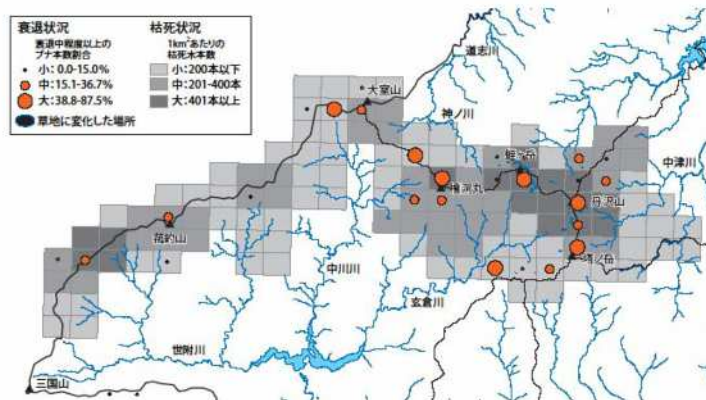 衰退状況
衰退中程度以上の
ブナ本数割合
小: 0.0-15.0%
中: 15.1-36.7%
大: 38.8-87.5%
草地に変化した場所
枯死状況
1km²あたりの
枯死木本数
小: 200本以下
中: 201-400本
大: 401本以上
道志川
大室山
神ノ川
蛭ヶ岳
中津川
檜洞丸
丹沢山
菰釣山
塔ノ岳
中川川
玄倉川
世附川
三国山